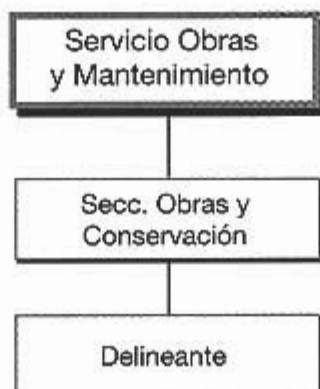 Servicio Obras
y Mantenimiento
Secc. Obras y
Conservación
Delineante